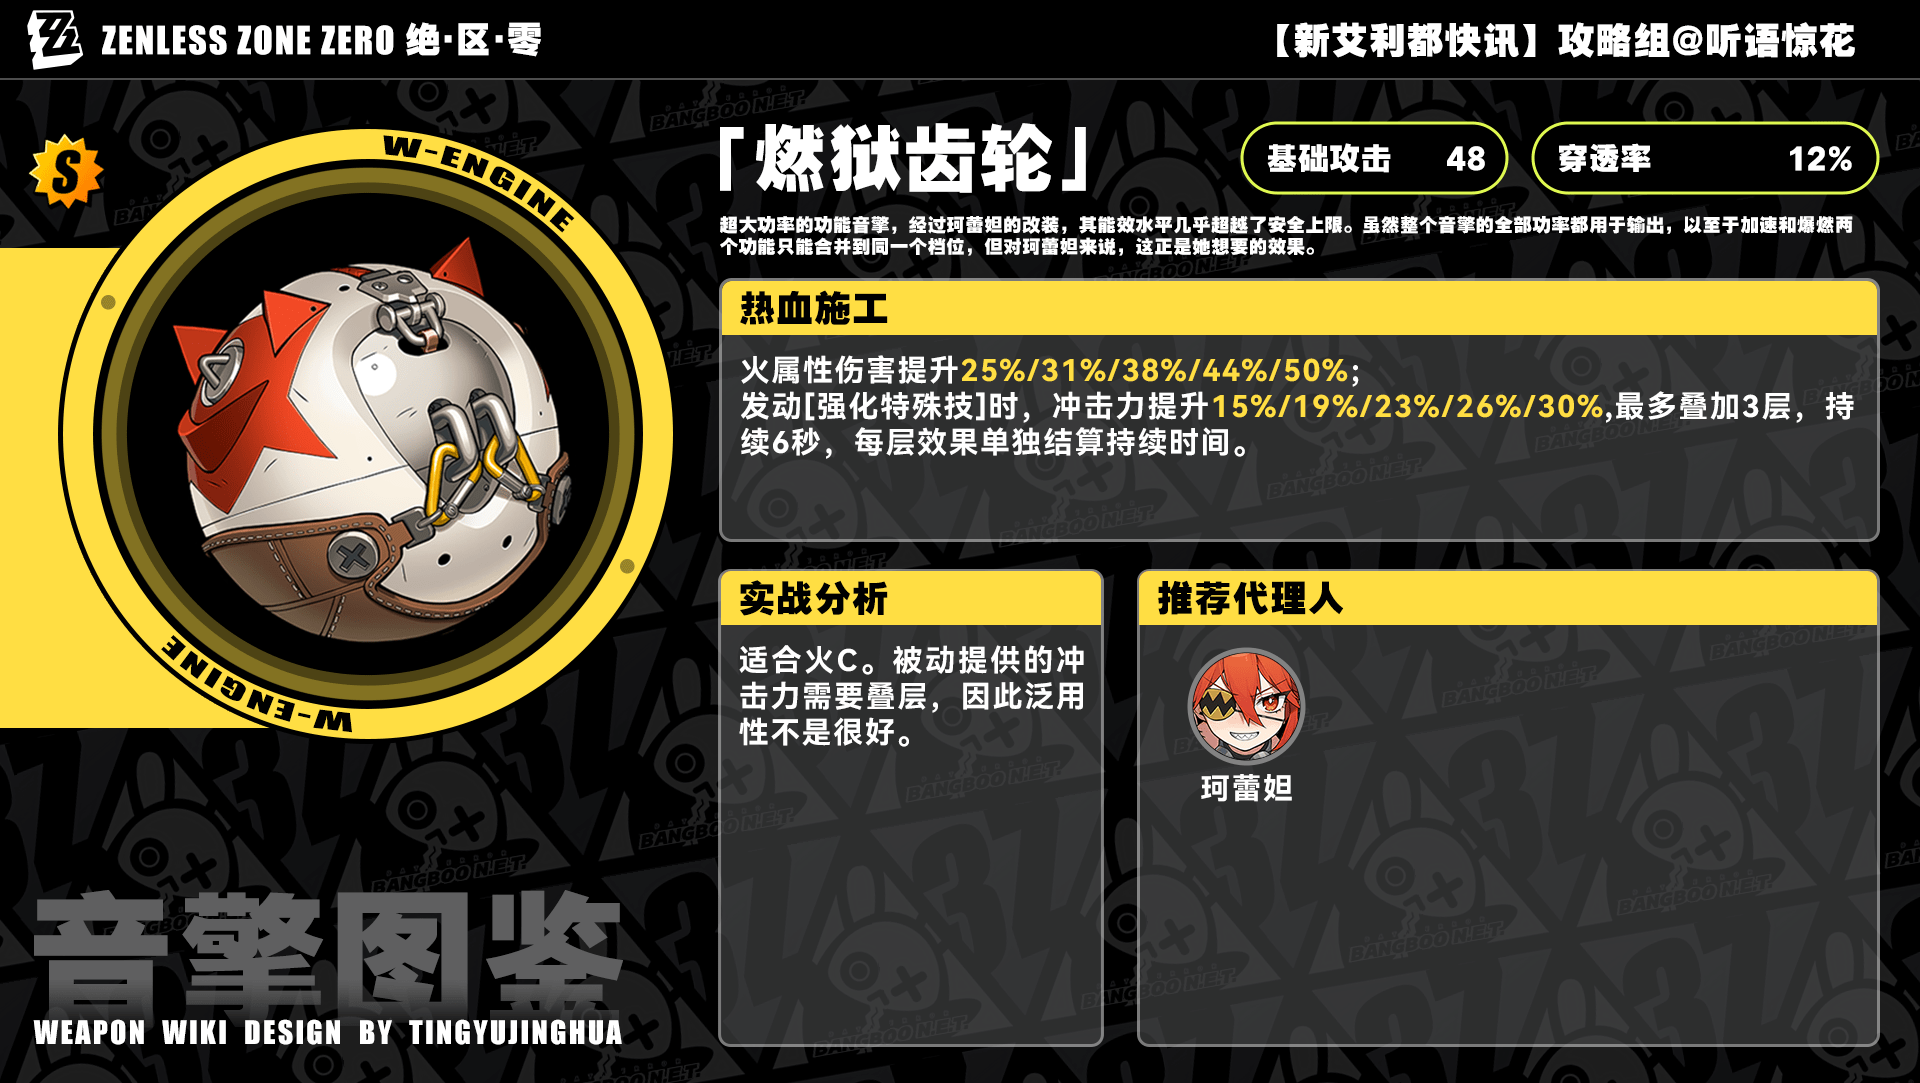 ZENLESS ZONE ZERO 绝·区·零
【新艾利都快讯】攻略组@听语惊花
S
W-ENGINE
W-ENGINE
「燃狱齿轮」
基础攻击 48
穿透率 12%
超大功率的功能音擎，经过珂蕾妲的改装，其能效水平几乎超越了安全上限。虽然整个音擎的全部功率都用于输出，以至于加速和爆燃两
个功能只能合并到同一个档位，但对珂蕾妲来说，这正是她想要的效果。
热血施工
火属性伤害提升25%/31%/38%/44%/50%;
发动[强化特殊技]时，冲击力提升15%/19%/23%/26%/30%,最多叠加3层，持
续6秒，每层效果单独结算持续时间。
实战分析
适合火C。被动提供的冲
击力需要叠层，因此泛用
性不是很好。
推荐代理人
珂蕾妲
音擎图鉴
WEAPON WIKI DESIGN BY TINGYUJINGHUA
BANGBOO N.E.T.